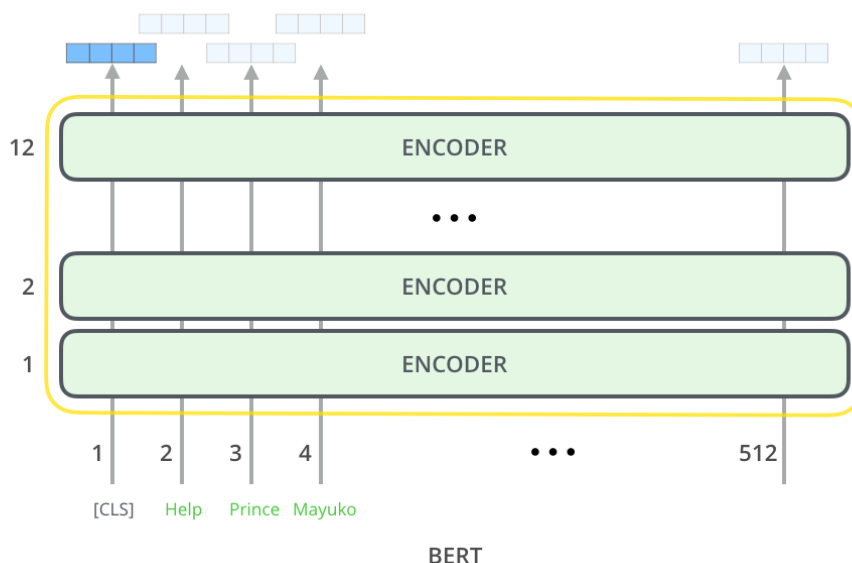 12 ENCODER
...
2 ENCODER
1 ENCODER
1 2 3 4 ... 512
[CLS] Help Prince Mayuko
BERT